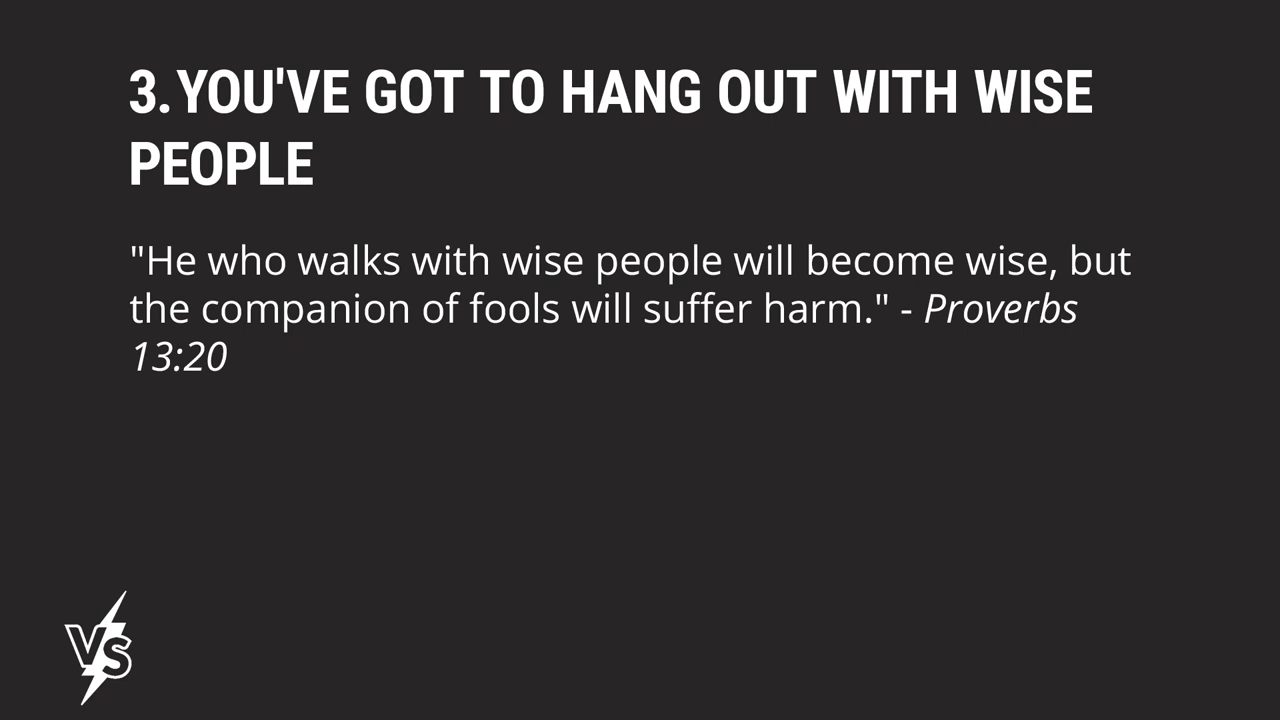 3. YOU'VE GOT TO HANG OUT WITH WISE
PEOPLE
"He who walks with wise people will become wise, but
the companion of fools will suffer harm." - Proverbs
13:20
VS